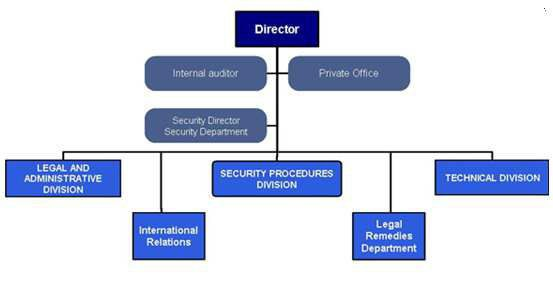 Director
Internal auditor
Private Office
Security Director
Security Department
LEGAL AND
ADMINISTRATIVE
DIVISION
SECURITY PROCEDURES
DIVISION
TECHNICAL DIVISION
International
Relations
Legal
Remedies
Department